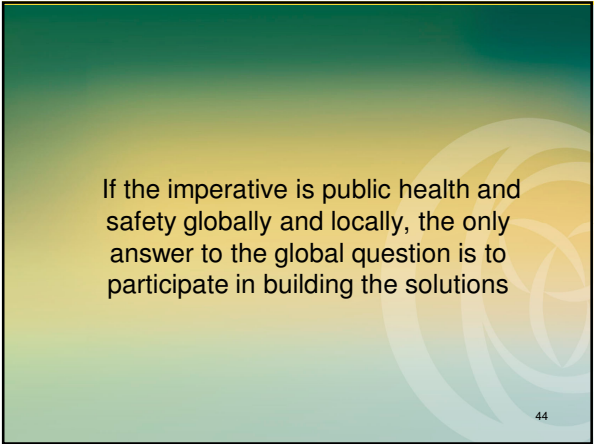 If the imperative is public health and
safety globally and locally, the only
answer to the global question is to
participate in building the solutions
44